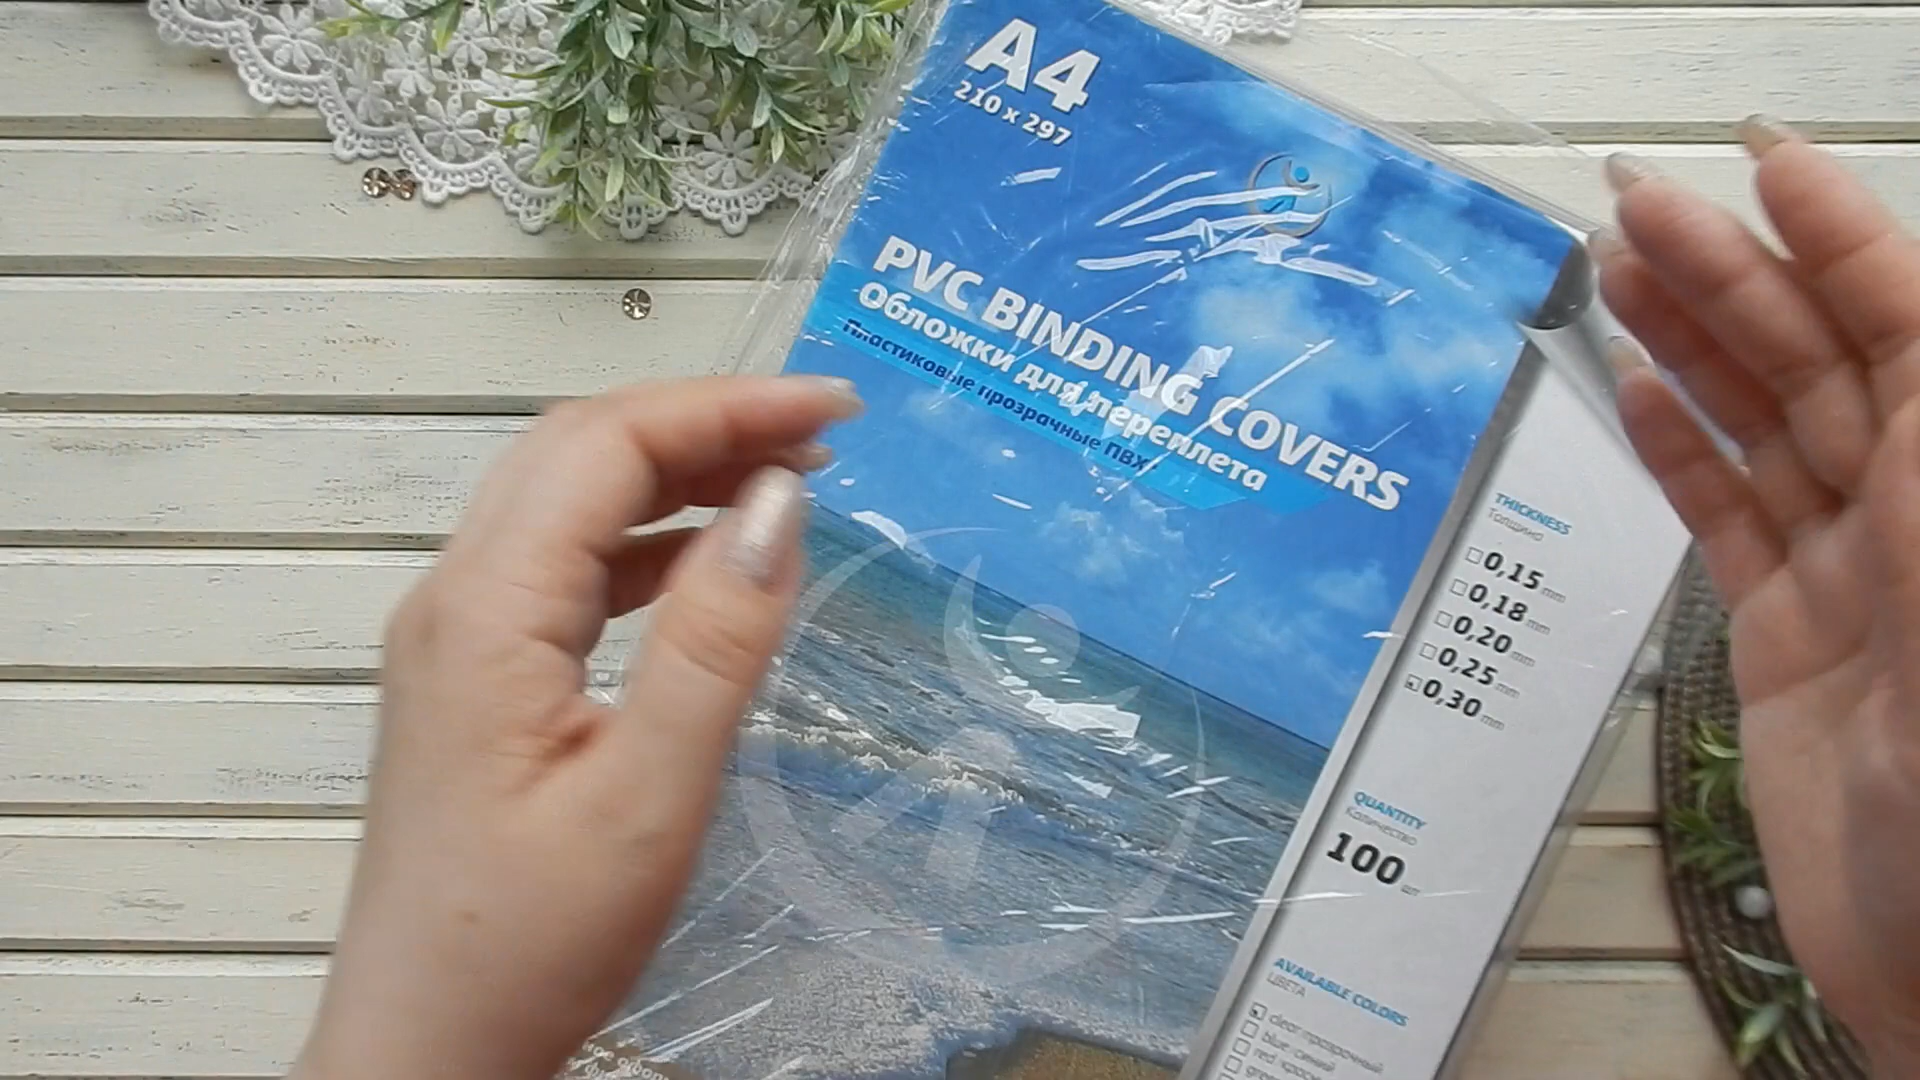 A4
210 x 297
PVC BINDING COVERS
Обложки для переплета
Пластиковые прозрачные ПВХ
THICKNESS
Толщина
0,15 mm
0,18 mm
0,20 mm
0,25 mm
0,30 mm
QUANTITY
Количество
100 шт
AVAILABLE COLORS
ЦВЕТА
clear прозрачный
blue синий
red